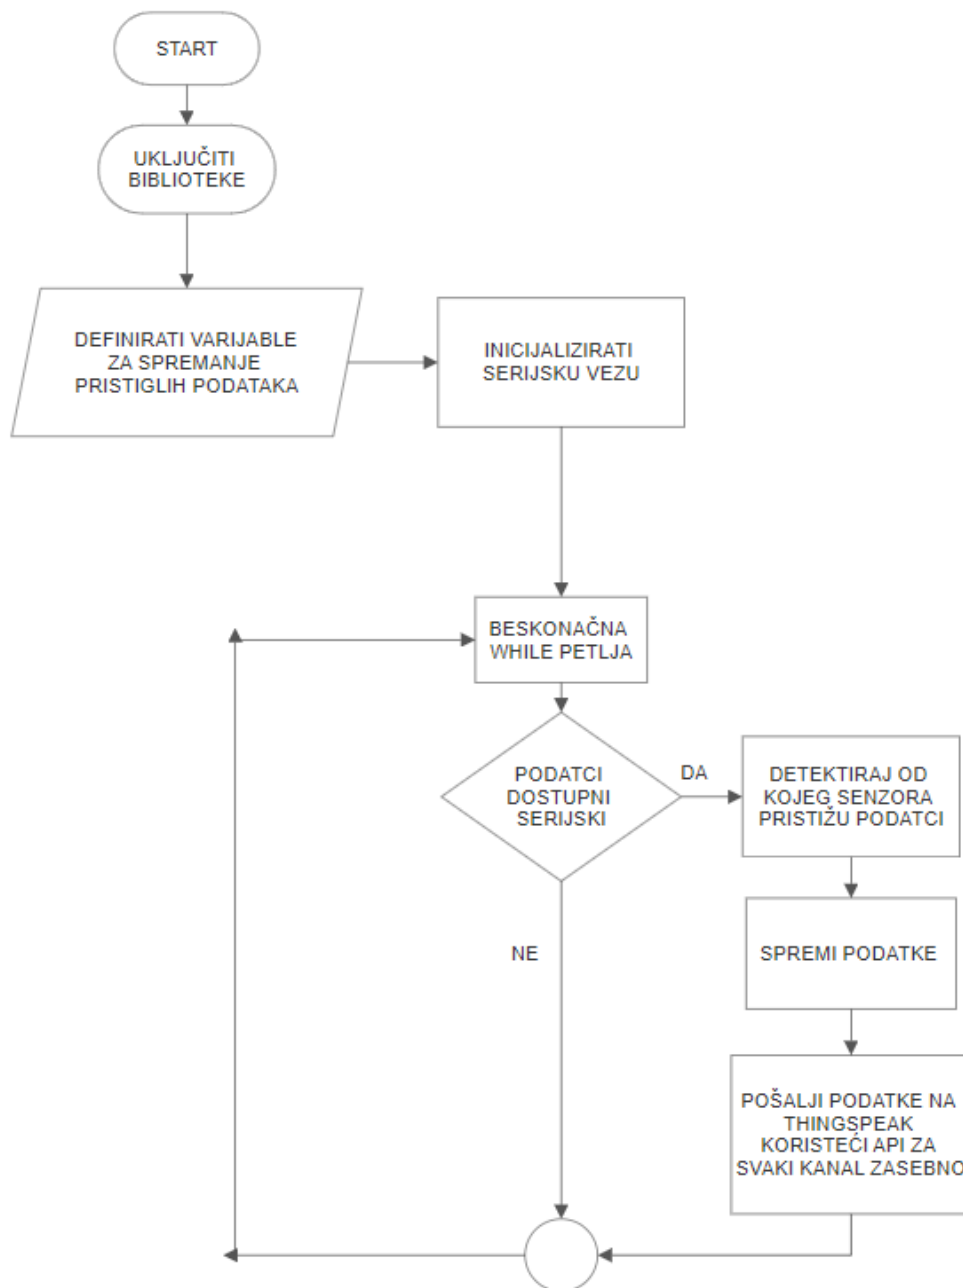 START
UKLJUČITI
BIBLIOTEKE
DEFINIRATI VARIJABLE
ZA SPREMANJE
PRISTIGLIH PODATAKA
INICIJALIZIRATI
SERIJSKU VEZU
BESKONAČNA
WHILE PETLJA
PODATCI
DOSTUPNI
SERIJSKI
DA
DETEKTIRAJ OD
KOJEG SENZORA
PRISTIŽU PODATCI
NE
SPREMI PODATKE
POŠALJI PODATKE NA
THINGSPEAK
KORISTEĆI API ZA
SVAKI KANAL ZASEBNO